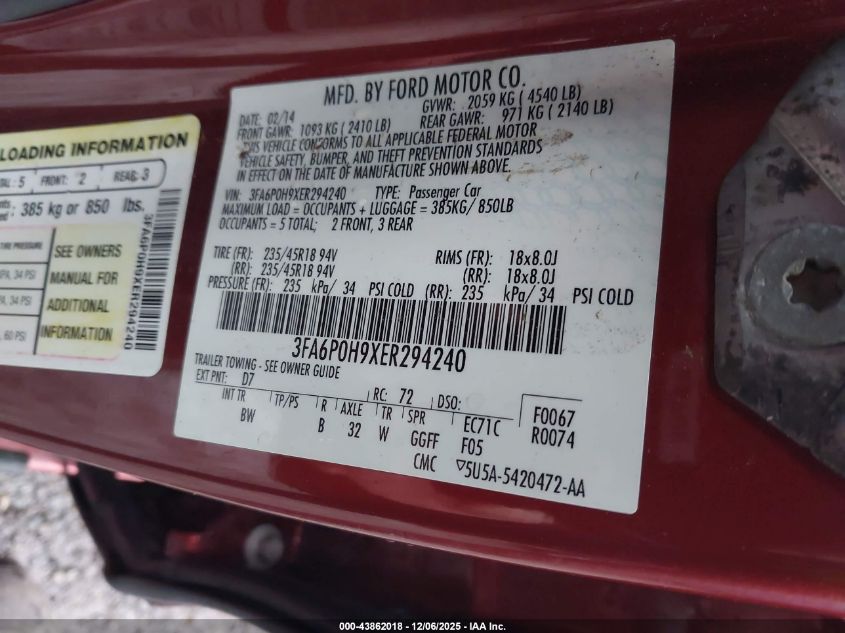 MFD. BY FORD MOTOR CO.
DATE: 02/14 GVWR: 2059 KG ( 4540 LB)
FRONT GAWR: 1093 KG ( 2410 LB) REAR GAWR: 971 KG ( 2140 LB)
THIS VEHICLE CONFORMS TO ALL APPLICABLE FEDERAL MOTOR
VEHICLE SAFETY, BUMPER, AND THEFT PREVENTION STANDARDS
IN EFFECT ON THE DATE OF MANUFACTURE SHOWN ABOVE.
VIN: 3FA6P0H9XER294240 TYPE: Passenger Car
MAXIMUM LOAD = OCCUPANTS + LUGGAGE = 385KG/ 850LB
OCCUPANTS = 5 TOTAL; 2 FRONT, 3 REAR
TIRE (FR): 235/45R18 94V RIMS (FR): 18x8.0J
(RR): 235/45R18 94V (RR): 18x8.0J
PRESSURE (FR): 235 kPa/ 34 PSI COLD (RR): 235 kPa/ 34 PSI COLD
3FA6P0H9XER294240
TRAILER TOWING - SEE OWNER GUIDE
EXT PNT: D7 RC: 72 DSO:
INT TR TP/PS R AXLE TR SPR EC71C F0067
BW B 32 W GGFF F05 R0074
CMC 5U5A-5420472-AA
LOADING INFORMATION
TAL: 5 FRONT: 2 REAR: 3
385 kg or 850 lbs.
SEE OWNERS
MANUAL FOR
ADDITIONAL
INFORMATION
34 PSI
34 PSI
60 PSI
3FA6P0H9XER294240
000-43862018 - 12/06/2025 - IAA Inc.